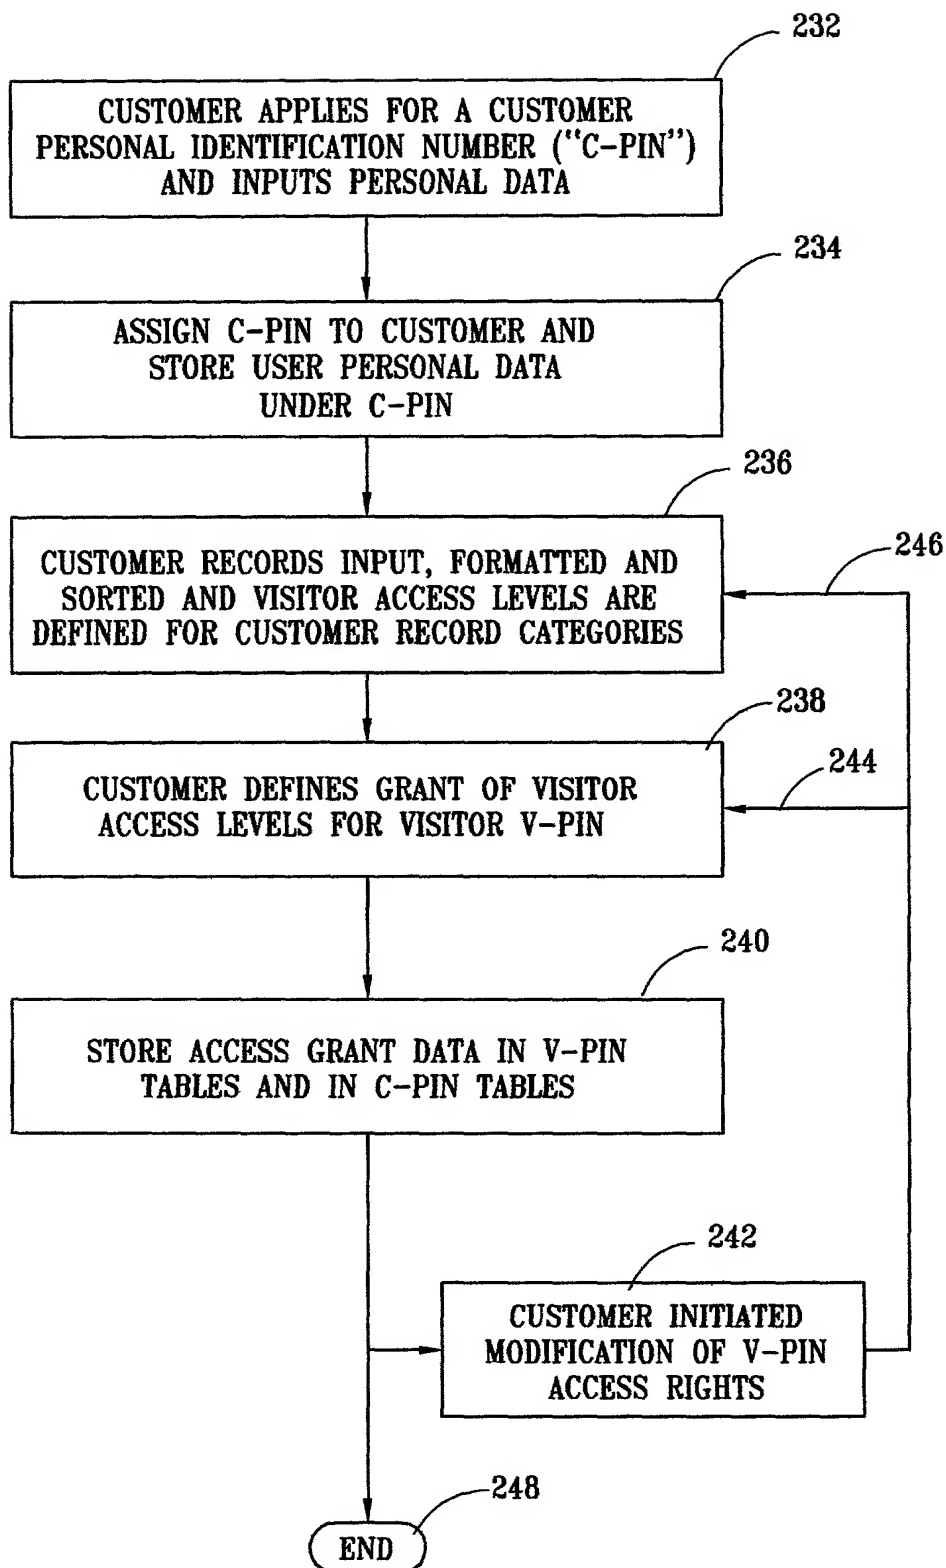 232
CUSTOMER APPLIES FOR A CUSTOMER
PERSONAL IDENTIFICATION NUMBER ("C-PIN")
AND INPUTS PERSONAL DATA
234
ASSIGN C-PIN TO CUSTOMER AND
STORE USER PERSONAL DATA
UNDER C-PIN
236
CUSTOMER RECORDS INPUT, FORMATTED AND
SORTED AND VISITOR ACCESS LEVELS ARE
DEFINED FOR CUSTOMER RECORD CATEGORIES
246
238
CUSTOMER DEFINES GRANT OF VISITOR
ACCESS LEVELS FOR VISITOR V-PIN
244
240
STORE ACCESS GRANT DATA IN V-PIN
TABLES AND IN C-PIN TABLES
242
CUSTOMER INITIATED
MODIFICATION OF V-PIN
ACCESS RIGHTS
248
END